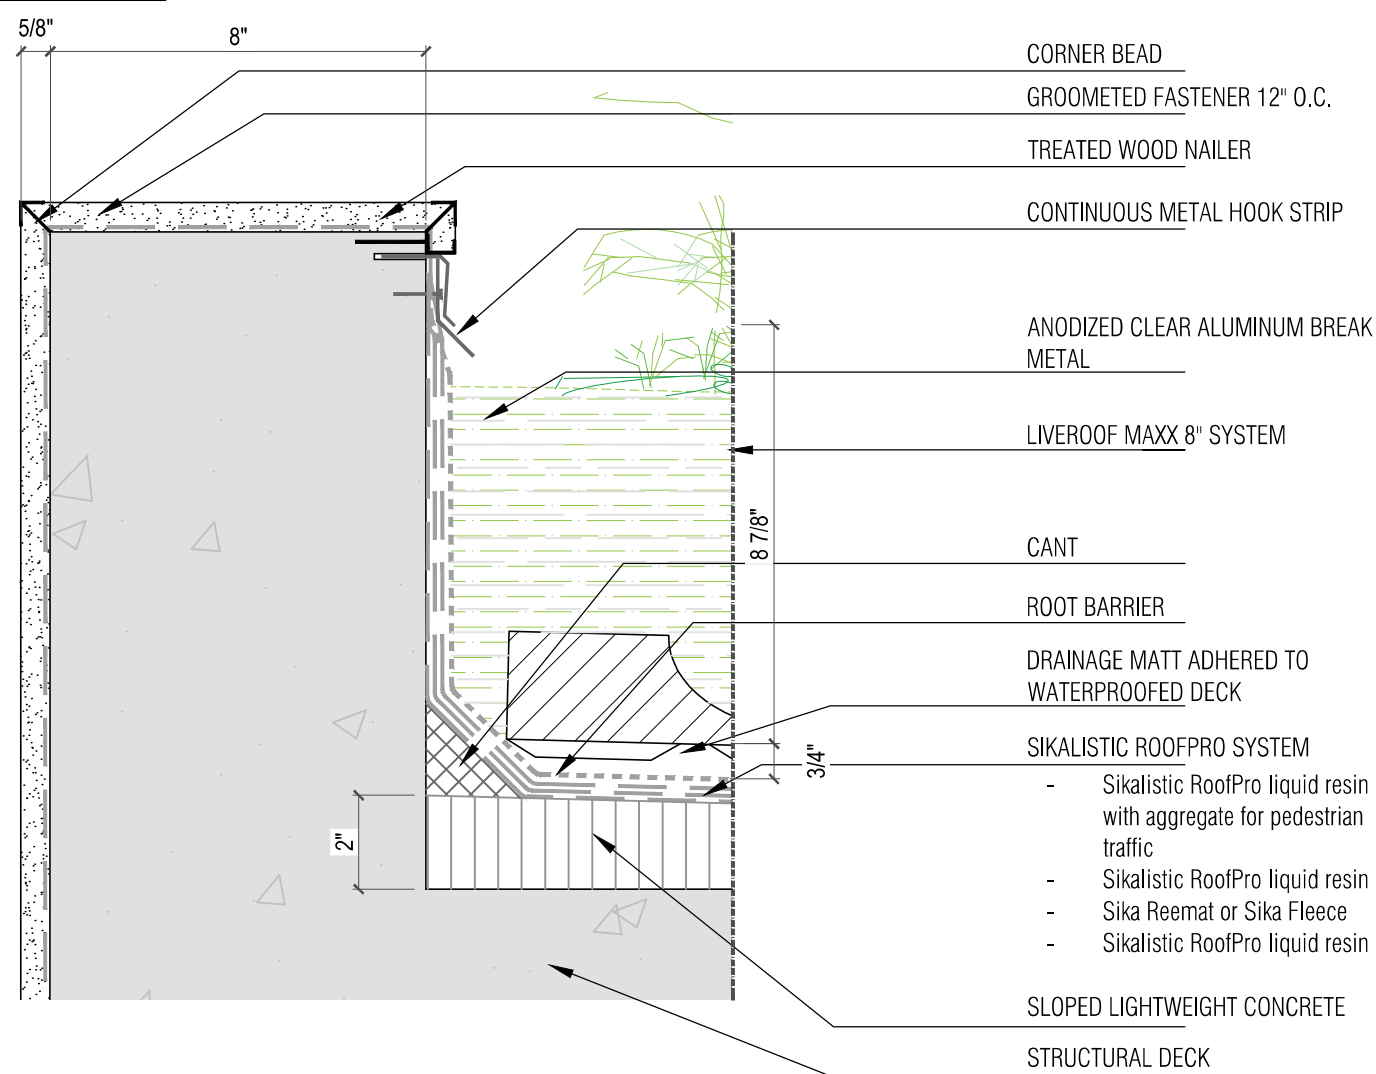 5/8"
8"
CORNER BEAD
GROOMETED FASTENER 12" O.C.
TREATED WOOD NAILER
CONTINUOUS METAL HOOK STRIP
ANODIZED CLEAR ALUMINUM BREAK
METAL
LIVEROOF MAXX 8" SYSTEM
8 7/8"
CANT
ROOT BARRIER
DRAINAGE MATT ADHERED TO
WATERPROOFED DECK
3/4"
SIKALISTIC ROOFPRO SYSTEM
- Sikalistic RoofPro liquid resin
with aggregate for pedestrian
traffic
- Sikalistic RoofPro liquid resin
- Sika Reemat or Sika Fleece
- Sikalistic RoofPro liquid resin
2"
SLOPED LIGHTWEIGHT CONCRETE
STRUCTURAL DECK